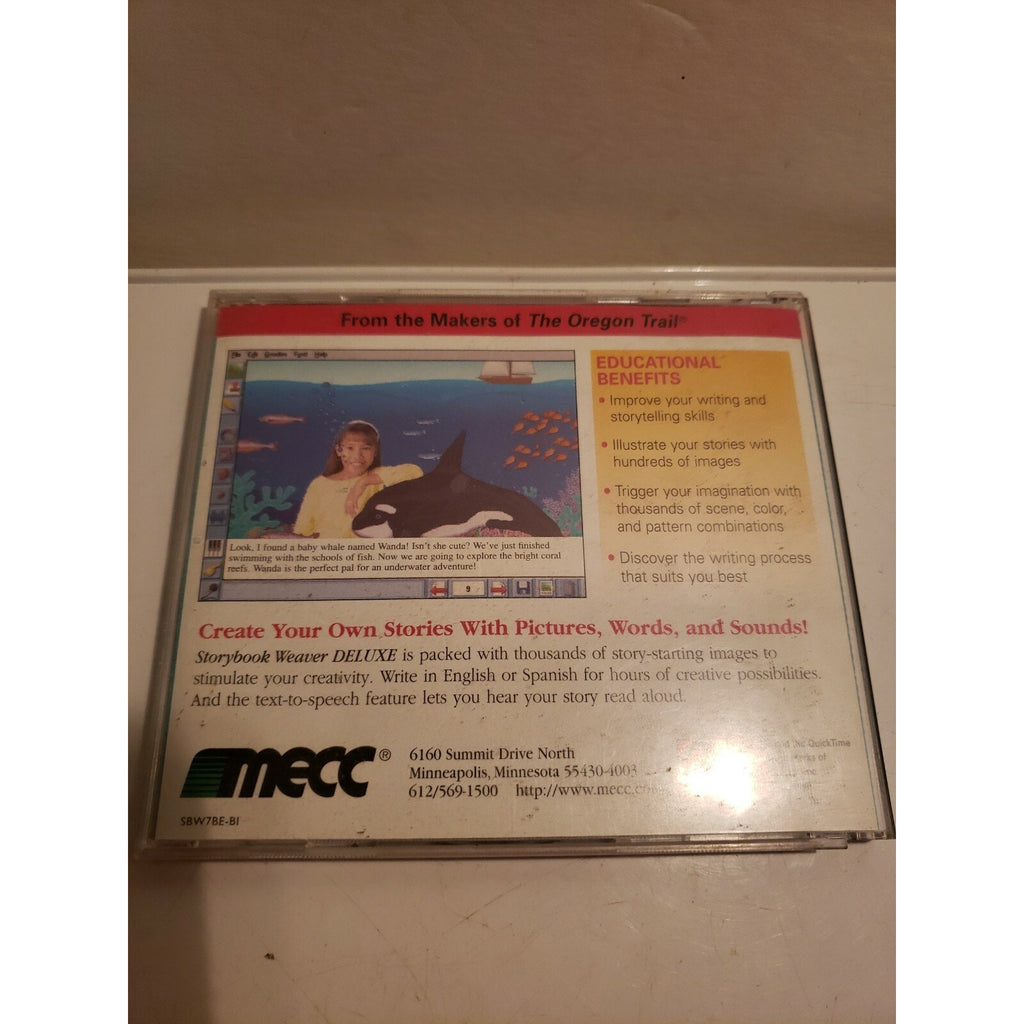 From the Makers of The Oregon Trail®
File Edit Goodies Text Help
Look, I found a baby whale named Wanda! Isn't she cute? We've just finished
swimming with the schools of fish. Now we are going to explore the bright coral
reefs. Wanda is the perfect pal for an underwater adventure!
9
EDUCATIONAL
BENEFITS
• Improve your writing and
storytelling skills
• Illustrate your stories with
hundreds of images
• Trigger your imagination with
thousands of scene, color,
and pattern combinations
• Discover the writing process
that suits you best
Create Your Own Stories With Pictures, Words, and Sounds!
Storybook Weaver DELUXE is packed with thousands of story-starting images to
stimulate your creativity. Write in English or Spanish for hours of creative possibilities.
And the text-to-speech feature lets you hear your story read aloud.
mecc®
6160 Summit Drive North
Minneapolis, Minnesota 55430-4003
612/569-1500 http://www.mecc.com
SBW7BE-BI
QuickTime
of